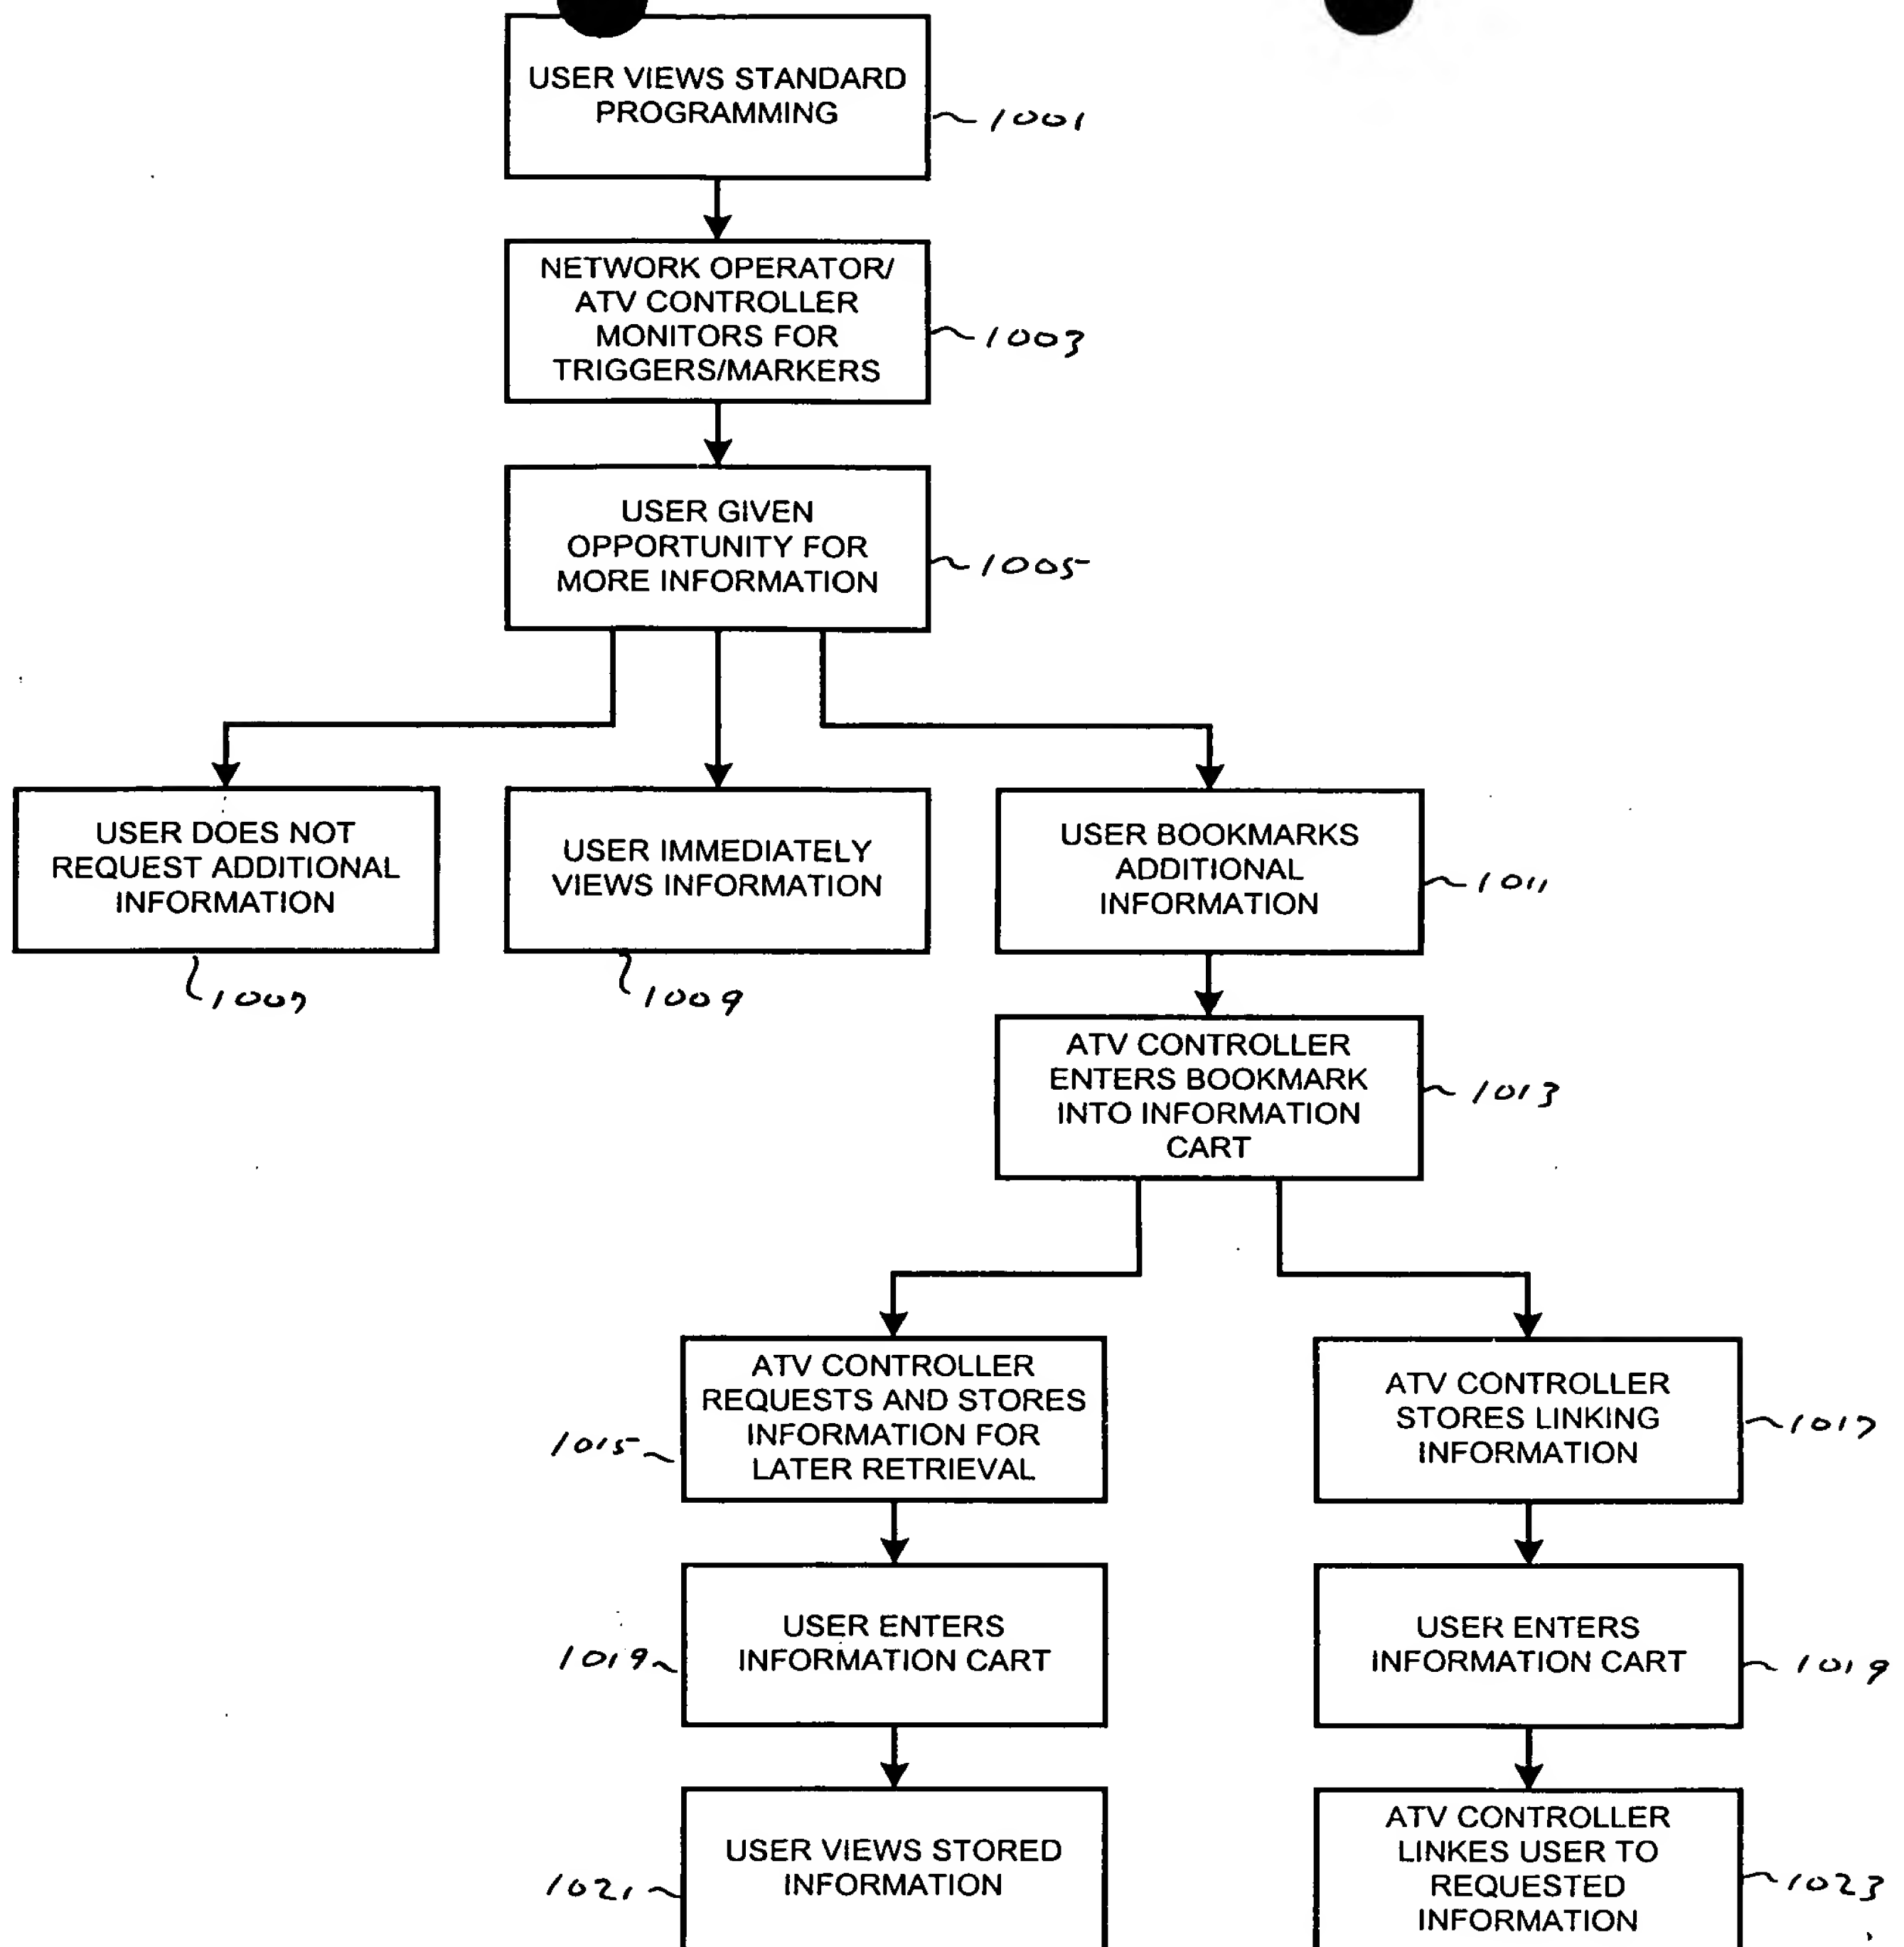 USER VIEWS STANDARD
PROGRAMMING
1001
NETWORK OPERATOR/
ATV CONTROLLER
MONITORS FOR
TRIGGERS/MARKERS
1003
USER GIVEN
OPPORTUNITY FOR
MORE INFORMATION
1005
USER DOES NOT
REQUEST ADDITIONAL
INFORMATION
1007
USER IMMEDIATELY
VIEWS INFORMATION
1009
USER BOOKMARKS
ADDITIONAL
INFORMATION
1011
ATV CONTROLLER
ENTERS BOOKMARK
INTO INFORMATION
CART
1013
ATV CONTROLLER
REQUESTS AND STORES
INFORMATION FOR
LATER RETRIEVAL
1015
ATV CONTROLLER
STORES LINKING
INFORMATION
1017
USER ENTERS
INFORMATION CART
1019
USER ENTERS
INFORMATION CART
1019
USER VIEWS STORED
INFORMATION
1021
ATV CONTROLLER
LINKES USER TO
REQUESTED
INFORMATION
1023